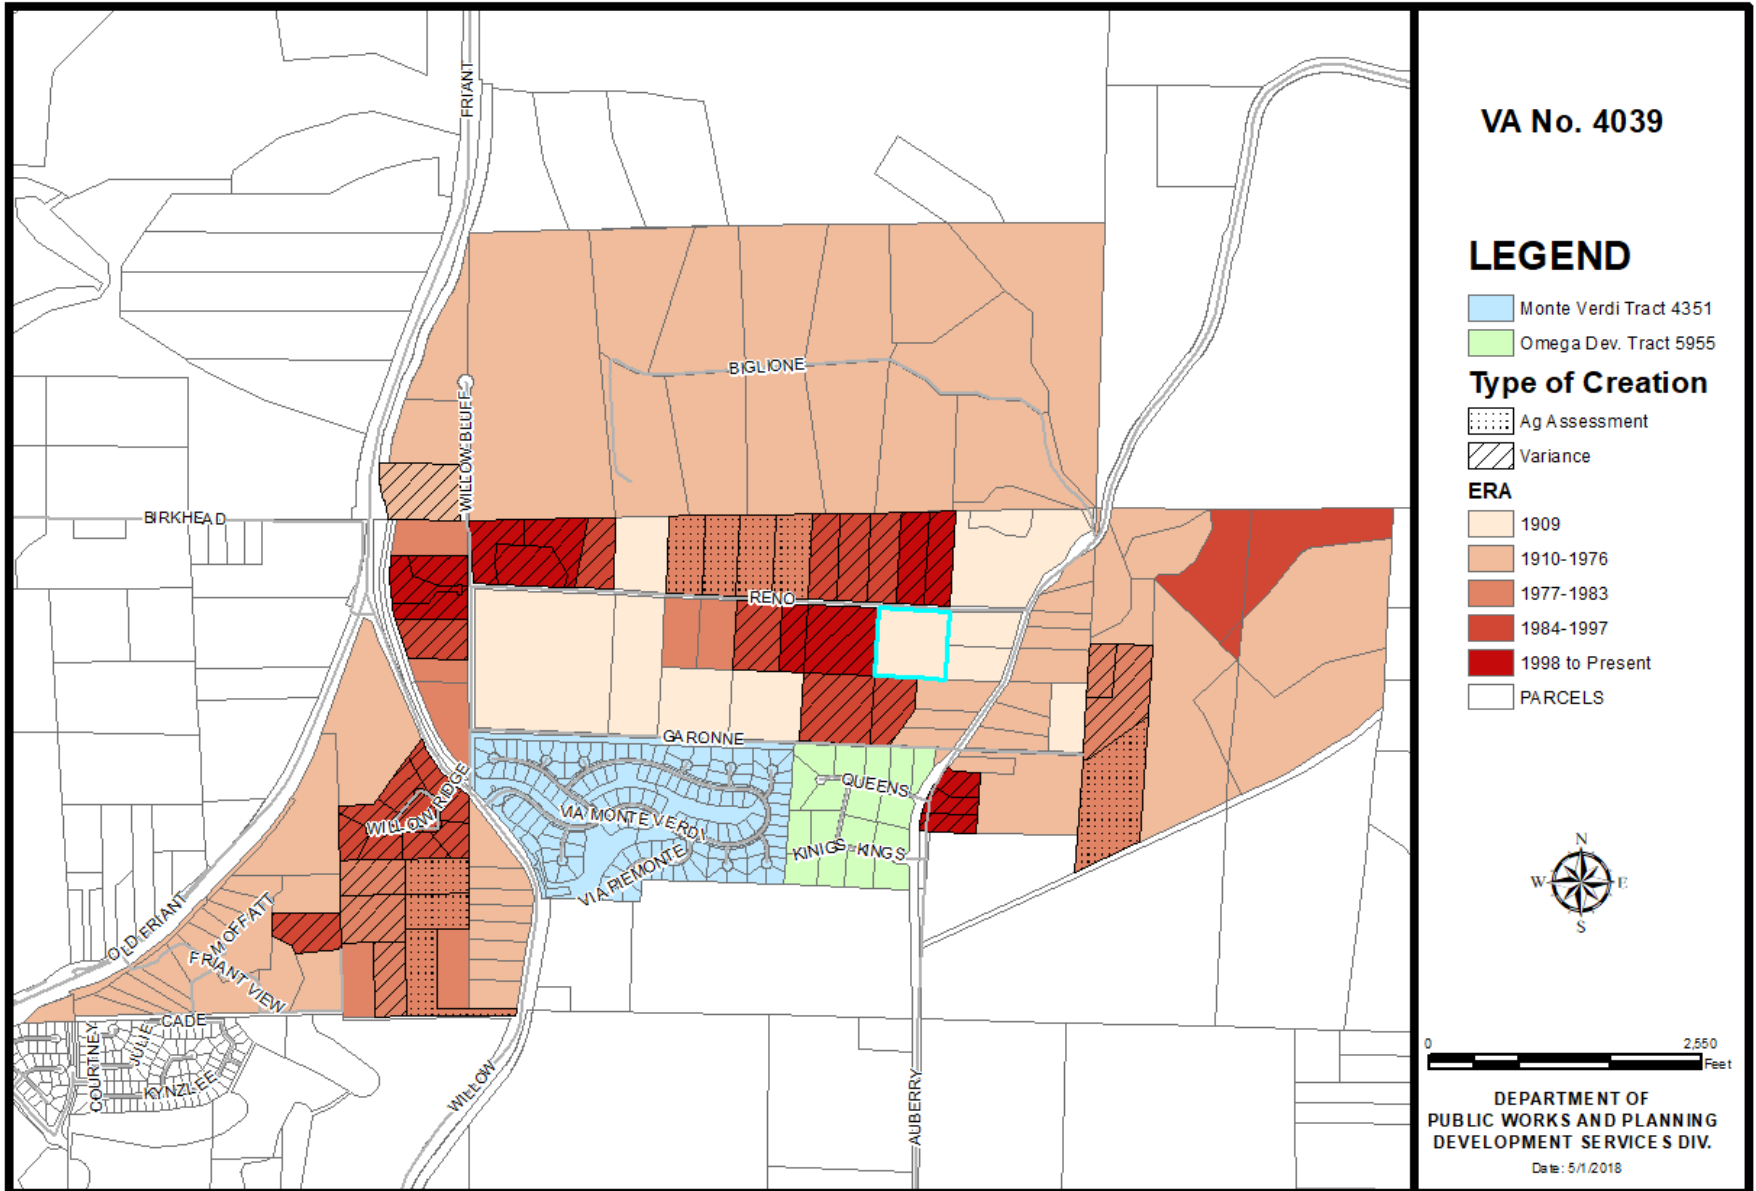 VA No. 4039
LEGEND
Monte Verdi Tract 4351
Omega Dev. Tract 5955
Type of Creation
Ag Assessment
Variance
ERA
1909
1910-1976
1977-1983
1984-1997
1998 to Present
PARCELS
N
W E
S
0 2,550
Feet
DEPARTMENT OF
PUBLIC WORKS AND PLANNING
DEVELOPMENT SERVICES DIV.
Date: 5/1/2018
FRIANT
BIGLIONE
WILLOW BLUFF
BIRKHEAD
RENO
GARONNE
WILLOW RIDGE
QUEENS
VIA MONTE VERDY
KINGS
VIA PIEMONTE
OLD FRIANT
MOFFATT
FRIANT VIEW
CADE
COURTNEY
JULIE
KYNZLEE
WILLOW
AUBERRY